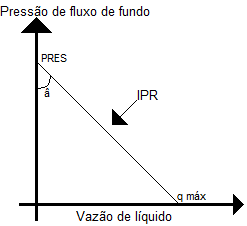 Pressão de fluxo de fundo
PRES
IPR
â
q máx
Vazão de líquido